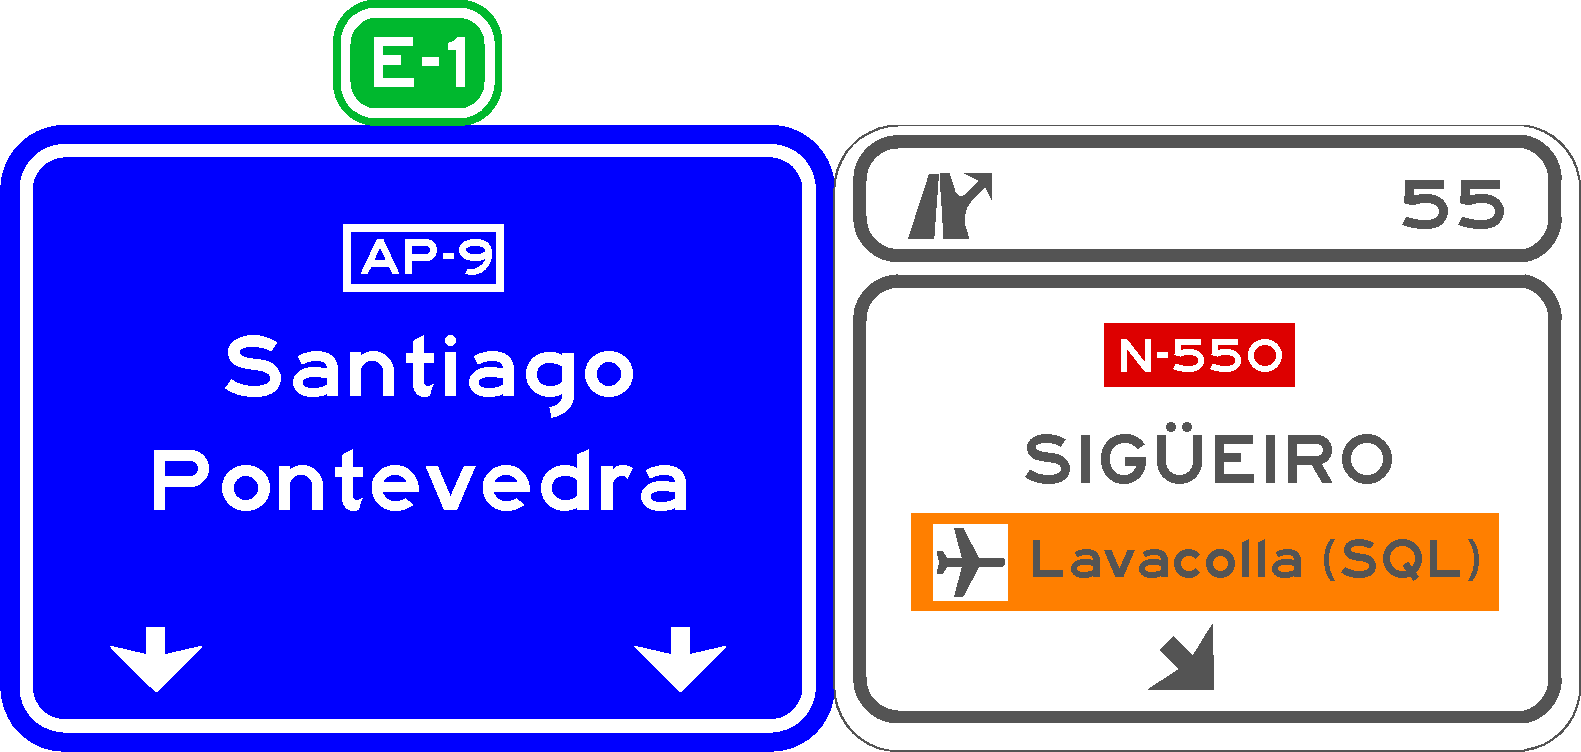 E-1
AP-9
Santiago
Pontevedra
55
N-550
SIGÜEIRO
Lavacolla (SQL)